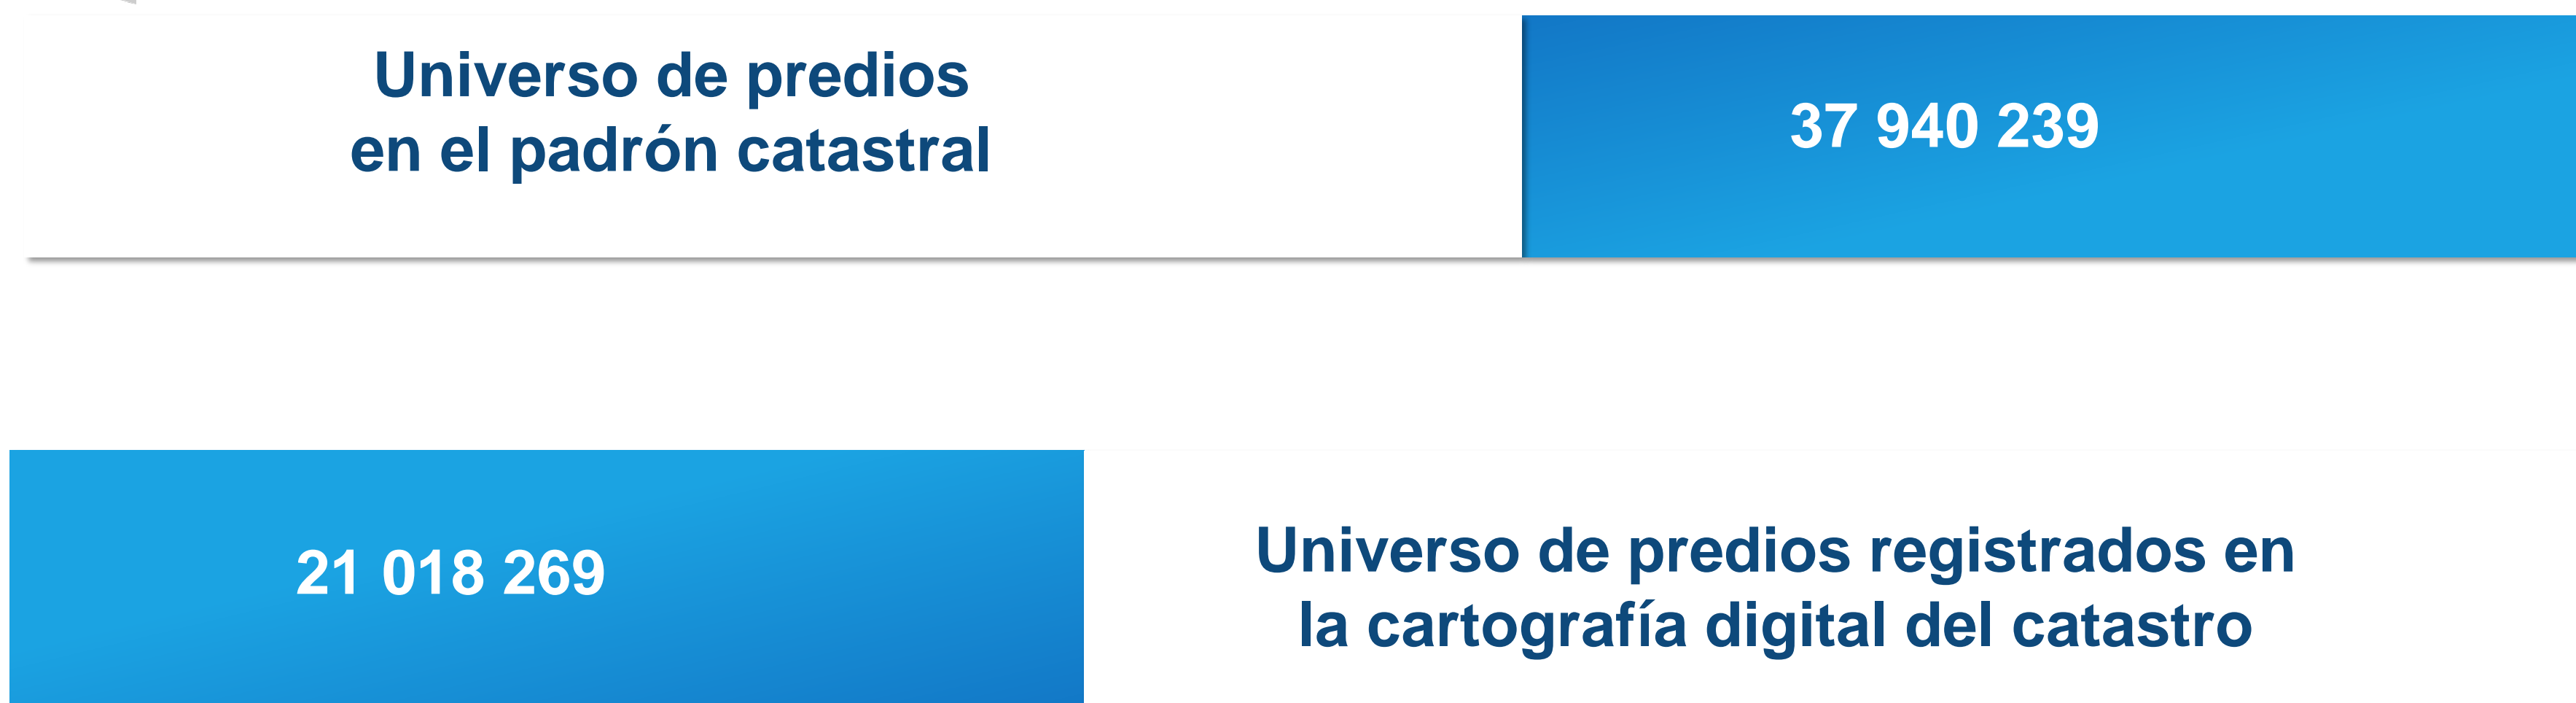 Universo de predios
en el padrón catastral
37 940 239
21 018 269
Universo de predios registrados en
la cartografía digital del catastro